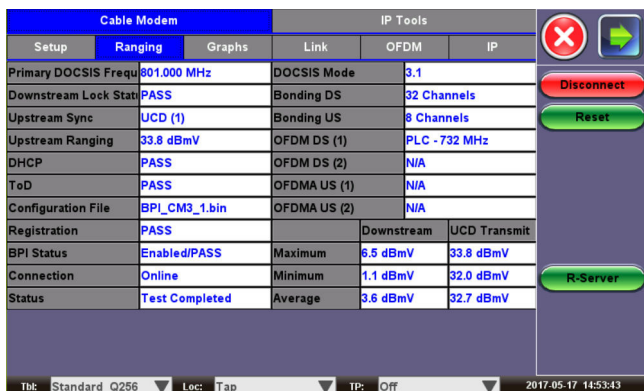 Cable Modem IP Tools
Setup Ranging Graphs Link OFDM IP
Primary DOCSIS Frequ 801.000 MHz DOCSIS Mode 3.1
Disconnect
Downstream Lock Stat PASS Bonding DS 32 Channels
Upstream Sync UCD (1) Bonding US 8 Channels
Reset
Upstream Ranging 33.8 dBmV OFDM DS (1) PLC - 732 MHz
DHCP PASS OFDM DS (2) N/A
ToD PASS OFDMA US (1) N/A
Configuration File BPI_CM3_1.bin OFDMA US (2) N/A
Registration PASS Downstream UCD Transmit
BPI Status Enabled/PASS Maximum 6.5 dBmV 33.8 dBmV
Connection Online Minimum 1.1 dBmV 32.0 dBmV
R-Server
Status Test Completed Average 3.6 dBmV 32.7 dBmV
Tbl: Standard_Q256 Loc: Tap TP: Off 2017-05-17 14:53:43